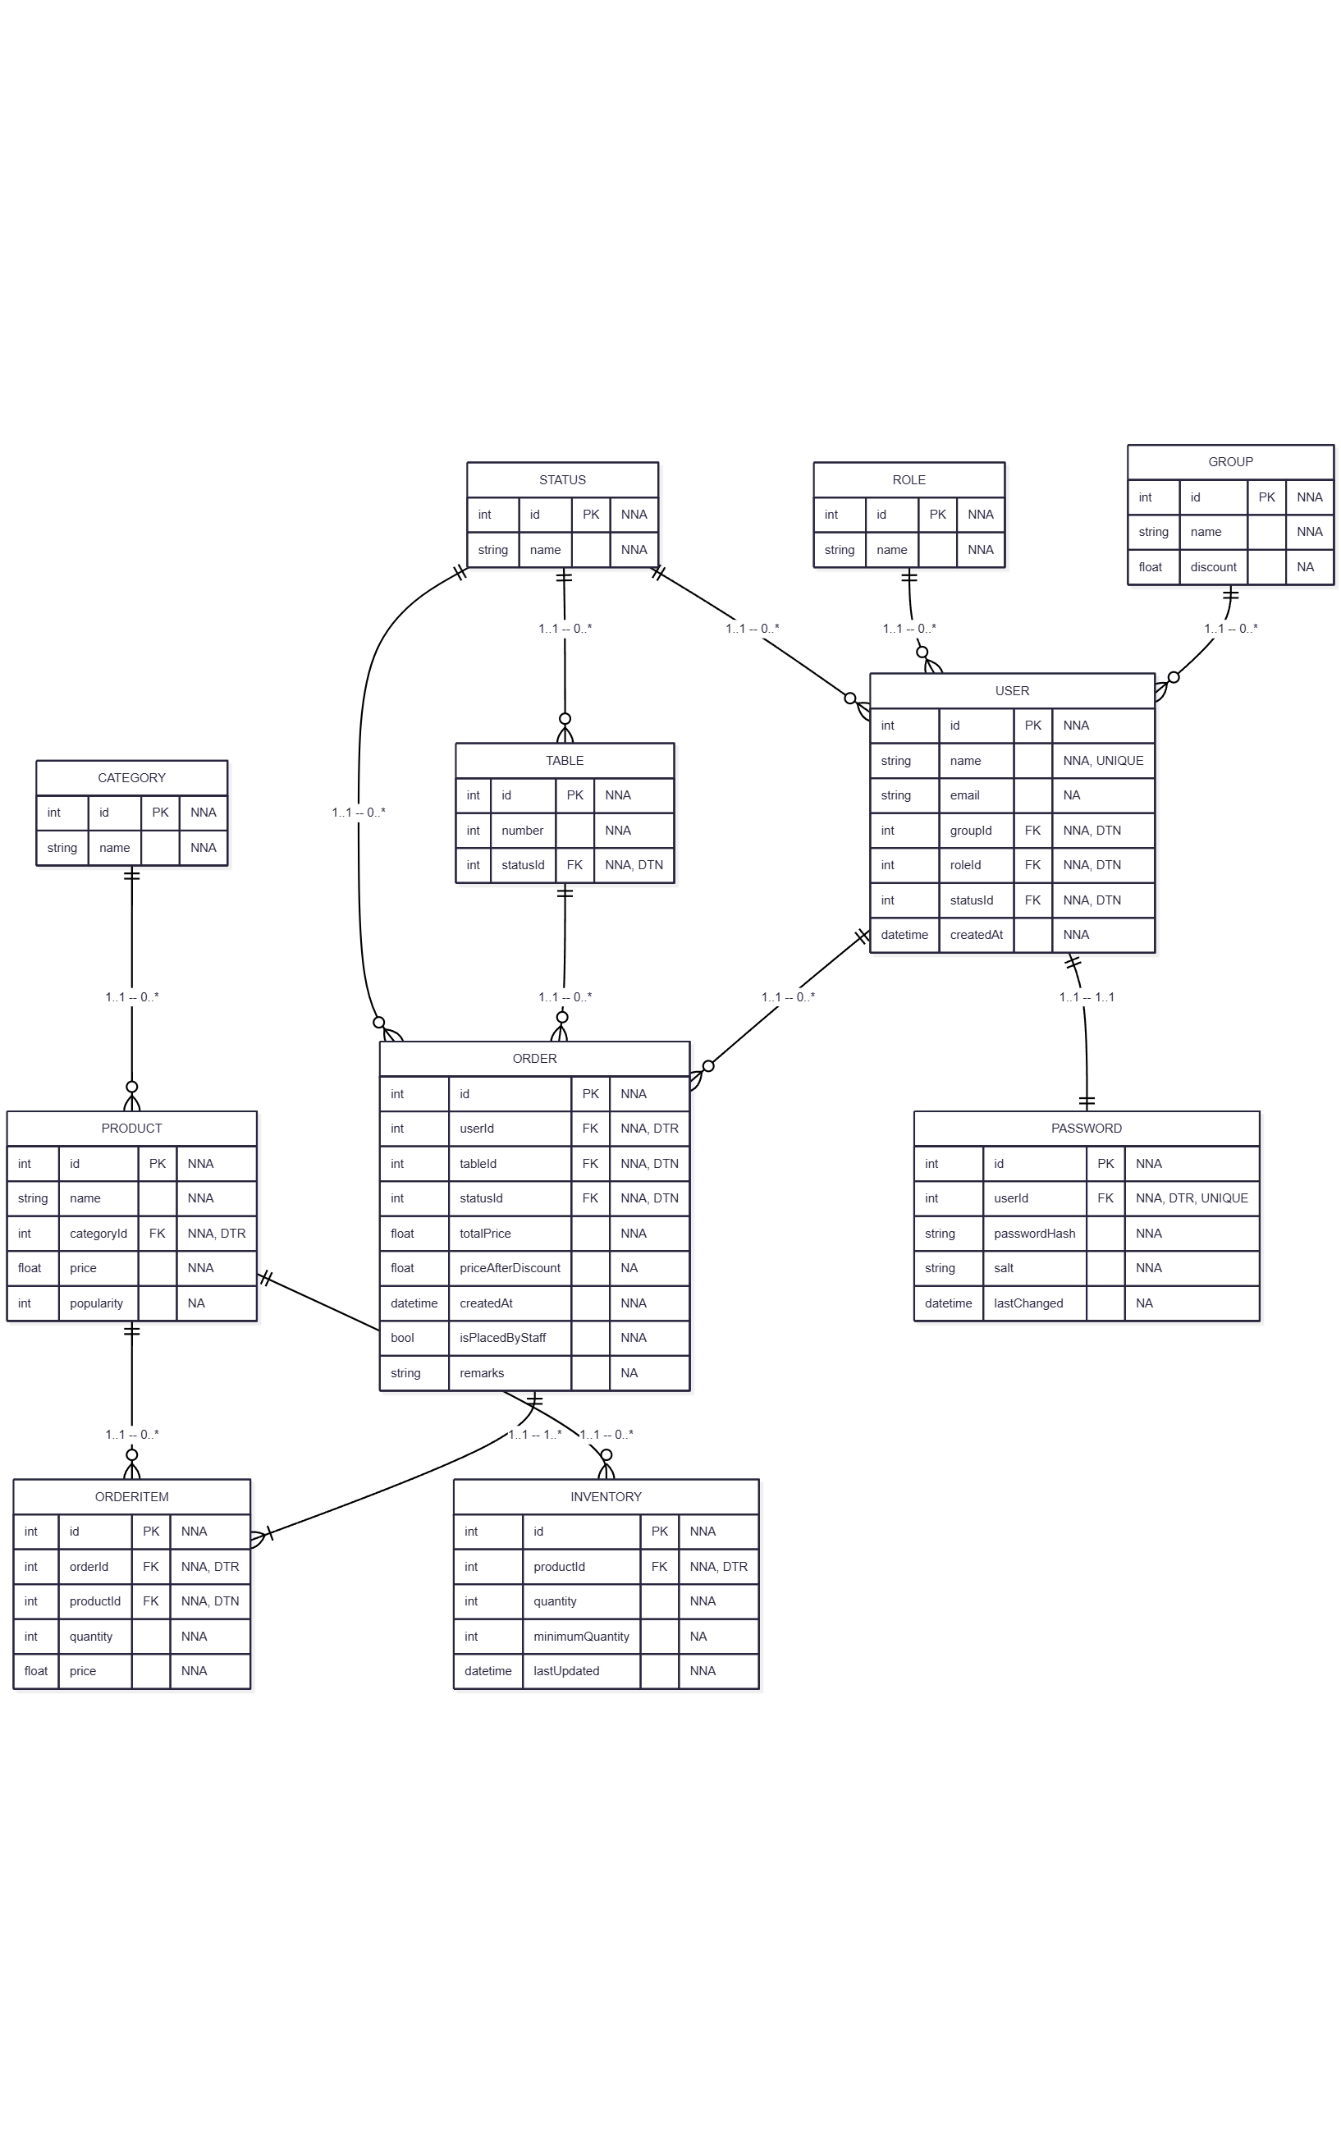 STATUS
int id PK NNA
string name NNA
ROLE
int id PK NNA
string name NNA
GROUP
int id PK NNA
string name NNA
float discount NA
1..1 -- 0..*
1..1 -- 0..*
1..1 -- 0..*
1..1 -- 0..*
USER
int id PK NNA
string name NNA, UNIQUE
string email NA
int groupId FK NNA, DTN
int roleId FK NNA, DTN
int statusId FK NNA, DTN
datetime createdAt NNA
TABLE
int id PK NNA
int number NNA
int statusId FK NNA, DTN
CATEGORY
int id PK NNA
string name NNA
1..1 -- 0..*
1..1 -- 0..*
1..1 -- 0..*
1..1 -- 0..*
1..1 -- 1..1
ORDER
int id PK NNA
int userId FK NNA, DTR
int tableId FK NNA, DTN
int statusId FK NNA, DTN
float totalPrice NNA
float priceAfterDiscount NA
datetime createdAt NNA
bool isPlacedByStaff NNA
string remarks NA
PRODUCT
int id PK NNA
string name NNA
int categoryId FK NNA, DTR
float price NNA
int popularity NA
PASSWORD
int id PK NNA
int userId FK NNA, DTR, UNIQUE
string passwordHash NNA
string salt NNA
datetime lastChanged NA
1..1 -- 0..*
1..1 -- 1..*
1..1 -- 0..*
ORDERITEM
int id PK NNA
int orderId FK NNA, DTR
int productId FK NNA, DTN
int quantity NNA
float price NNA
INVENTORY
int id PK NNA
int productId FK NNA, DTR
int quantity NNA
int minimumQuantity NA
datetime lastUpdated NNA